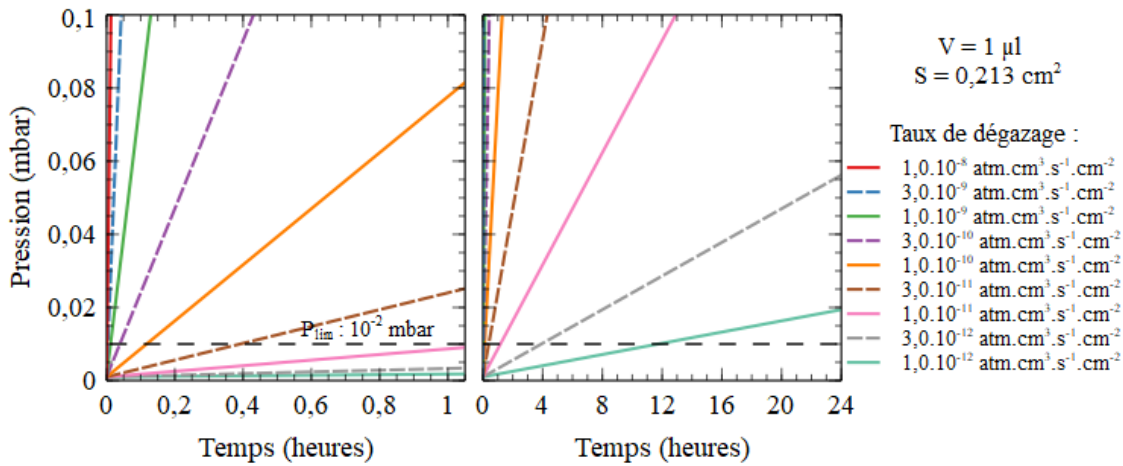 Pression (mbar)
0,1
0,08
0,06
0,04
0,02
0
P_lim : 10⁻² mbar
0 0,2 0,4 0,6 0,8 1
Temps (heures)
0 4 8 12 16 20 24
Temps (heures)
V = 1 µl
S = 0,213 cm²
Taux de dégazage :
1,0.10⁻⁸ atm.cm³.s⁻¹.cm⁻²
3,0.10⁻⁹ atm.cm³.s⁻¹.cm⁻²
1,0.10⁻⁹ atm.cm³.s⁻¹.cm⁻²
3,0.10⁻¹⁰ atm.cm³.s⁻¹.cm⁻²
1,0.10⁻¹⁰ atm.cm³.s⁻¹.cm⁻²
3,0.10⁻¹¹ atm.cm³.s⁻¹.cm⁻²
1,0.10⁻¹¹ atm.cm³.s⁻¹.cm⁻²
3,0.10⁻¹² atm.cm³.s⁻¹.cm⁻²
1,0.10⁻¹² atm.cm³.s⁻¹.cm⁻²